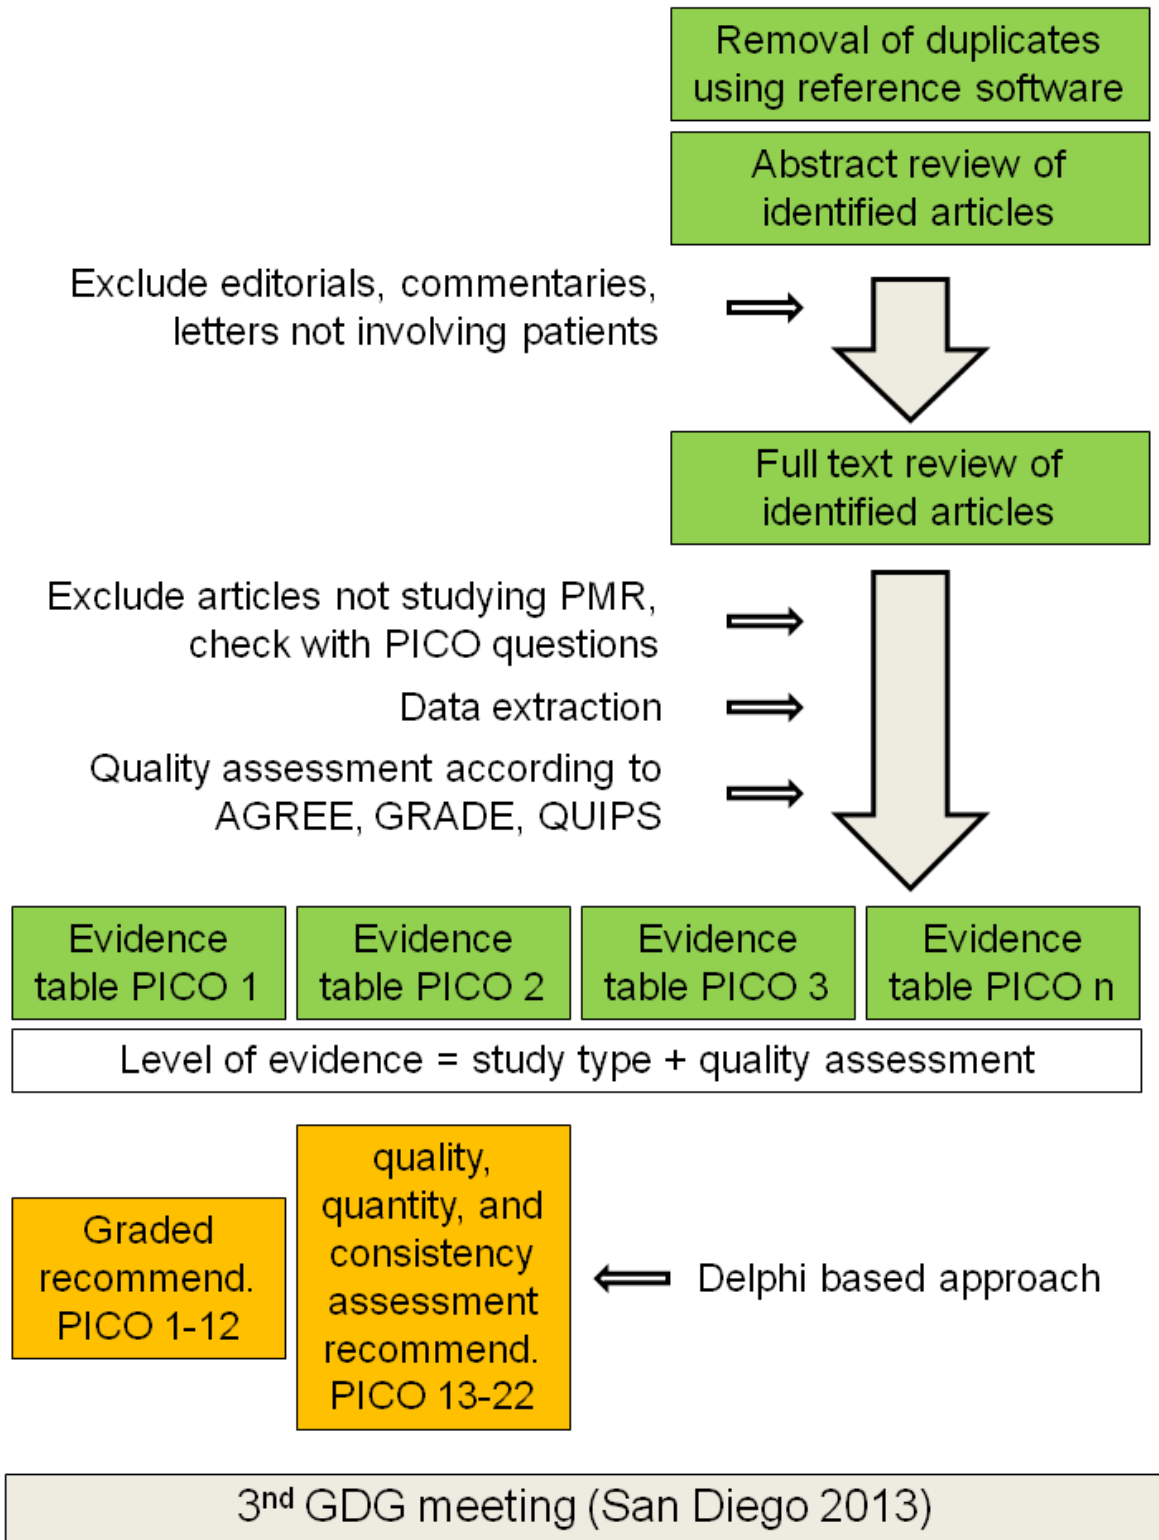 Removal of duplicates
using reference software
Abstract review of
identified articles
Exclude editorials, commentaries,
letters not involving patients
Full text review of
identified articles
Exclude articles not studying PMR,
check with PICO questions
Data extraction
Quality assessment according to
AGREE, GRADE, QUIPS
Evidence
table PICO 1
Evidence
table PICO 2
Evidence
table PICO 3
Evidence
table PICO n
Level of evidence = study type + quality assessment
Graded
recommend.
PICO 1-12
quality,
quantity, and
consistency
assessment
recommend.
PICO 13-22
Delphi based approach
3nd GDG meeting (San Diego 2013)